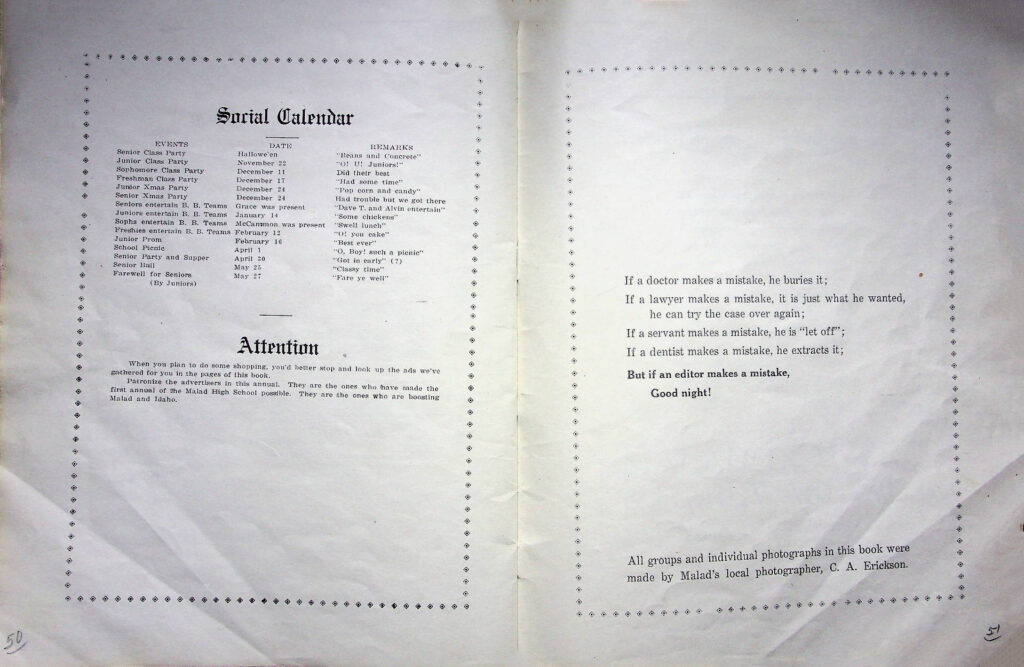 Social Calendar
EVENTS DATE REMARKS
Senior Class Party Hallowe'en "Beans and Concrete"
Junior Class Party November 22 "O! U! Juniors!"
Sophomore Class Party December 11 Did their best
Freshman Class Party December 17 "Had some time"
Junior Xmas Party December 24 "Pop corn and candy"
Senior Xmas Party December 24 Had trouble but we got there
Seniors entertain B. B. Teams Grace was present "Dave T. and Alvin entertain"
Juniors entertain B. B. Teams January 14 "Some chickens"
Sophs entertain B. B. Teams McCammon was present "Swell lunch"
Freshies entertain B. B. Teams February 12 "O! you cake"
Junior Prom February 16 "Best ever"
School Picnic April 1 "O, Boy! such a picnic"
Senior Party and Supper April 30 "Got in early" (?)
Senior Ball May 25 "Classy time"
Farewell for Seniors May 27 "Fare ye well"
(By Juniors)
Attention
When you plan to do some shopping, you'd better stop and look up the ads we've
gathered for you in the pages of this book.
Patronize the advertisers in this annual. They are the ones who have made the
first annual of the Malad High School possible. They are the ones who are boosting
Malad and Idaho.
50
If a doctor makes a mistake, he buries it;
If a lawyer makes a mistake, it is just what he wanted,
he can try the case over again;
If a servant makes a mistake, he is "let off";
If a dentist makes a mistake, he extracts it;
But if an editor makes a mistake,
Good night!
All groups and individual photographs in this book were
made by Malad's local photographer, C. A. Erickson.
51